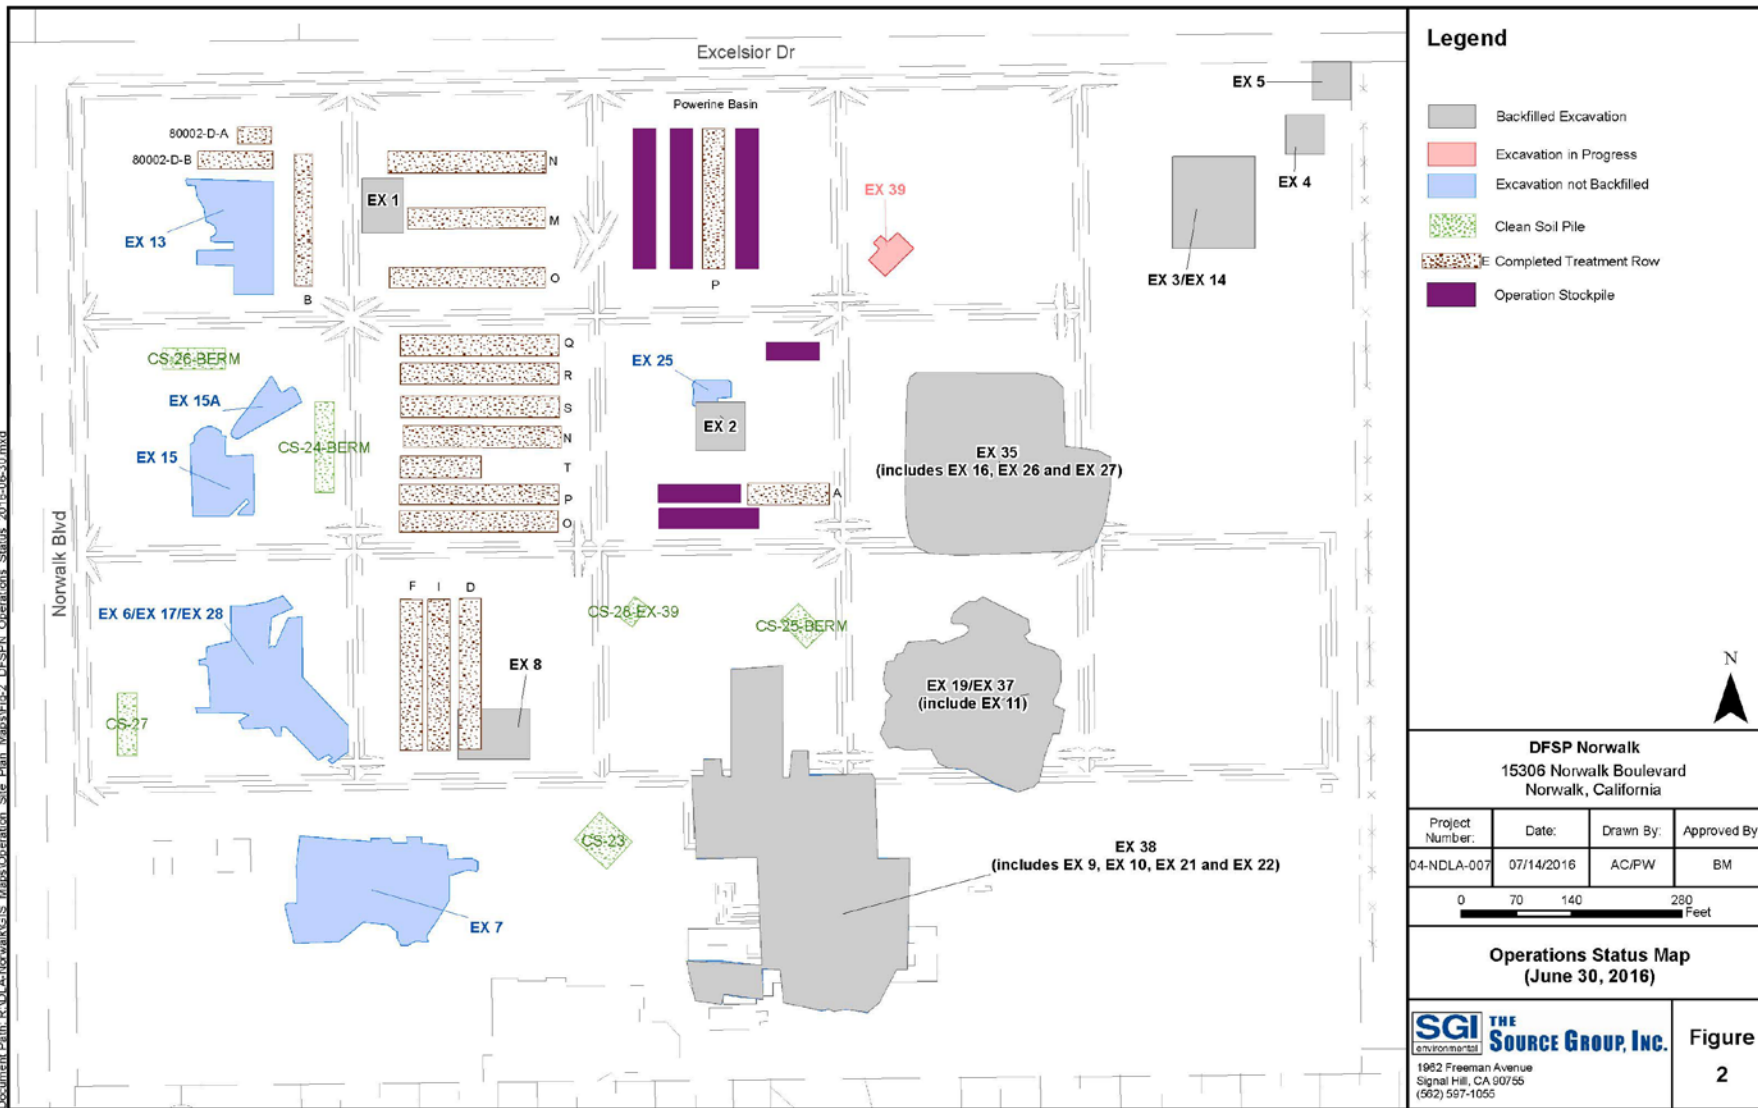 Excelsior Dr
Powerine Basin
EX 5
80002-D-A
80002-D-B
N
EX 1
EX 4
EX 39
M
EX 13
EX 3/EX 14
O
P
B
Q
CS-26-BERM
EX 25
R
EX 15A
S
EX 2
N
CS-24-BERM
EX 15
EX 35
(includes EX 16, EX 26 and EX 27)
T
P
A
O
Norwalk Blvd
F I D
EX 6/EX 17/EX 28
CS-28-EX-39
CS-25-BERM
EX 8
EX 19/EX 37
(include EX 11)
CS-27
CS-23
EX 38
(includes EX 9, EX 10, EX 21 and EX 22)
EX 7
Legend
Backfilled Excavation
Excavation in Progress
Excavation not Backfilled
Clean Soil Pile
E Completed Treatment Row
Operation Stockpile
N
DFSP Norwalk
15306 Norwalk Boulevard
Norwalk, California
Project Number: Date: Drawn By: Approved By
04-NDLA-007 07/14/2016 AC/PW BM
0 70 140 280
Feet
Operations Status Map
(June 30, 2016)
SGI
environmental
THE
SOURCE GROUP, INC.
1962 Freeman Avenue
Signal Hill, CA 90755
(562) 597-1055
Figure
2